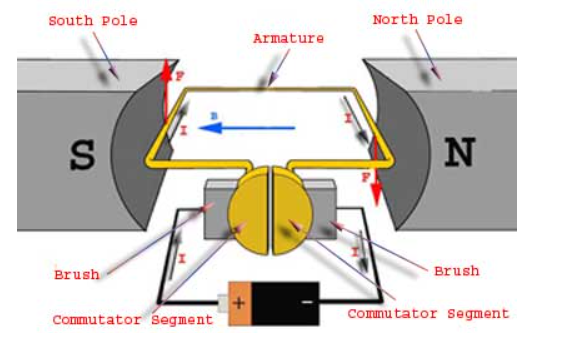 South Pole
North Pole
Armature
F
B
I
I
S
N
F
I
I
Brush
Brush
+
-
Commutator Segment
Commutator Segment